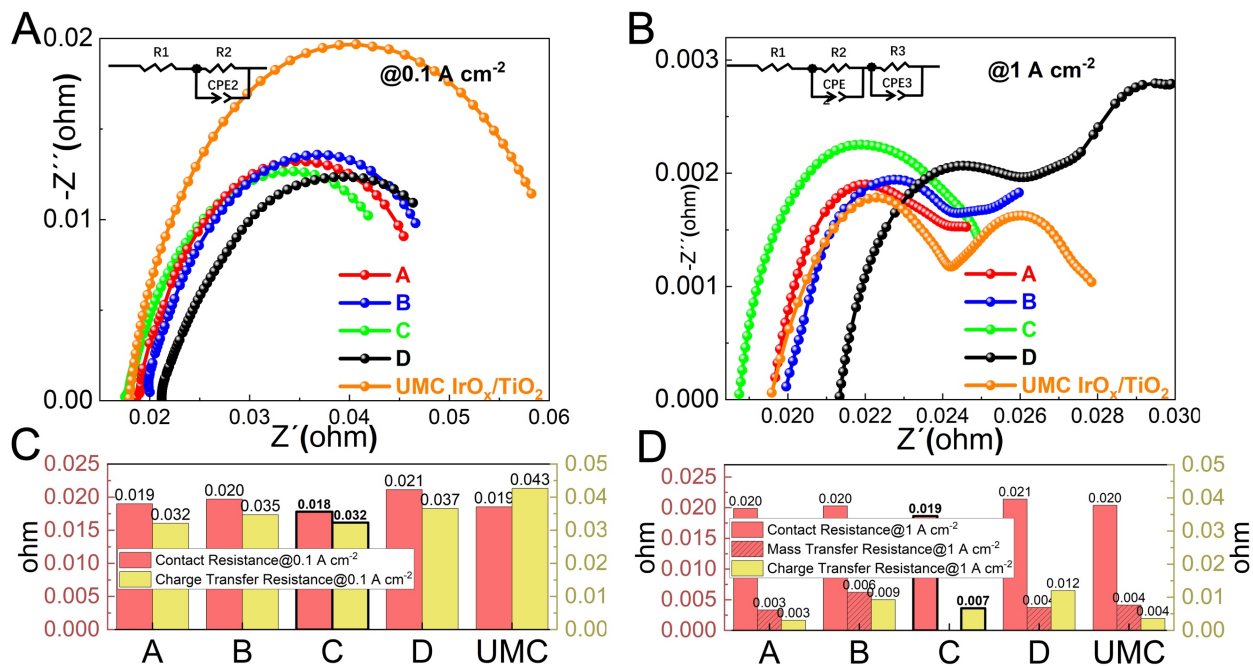 A
0.02
0.01
0.00
-Z´´(ohm)
R1
R2
CPE2
@0.1 A cm-2
A
B
C
D
UMC IrOx/TiO2
0.02
0.03
0.04
0.05
0.06
Z´(ohm)
B
0.003
0.002
0.001
0.000
-Z´´(ohm)
R1
R2
R3
CPE
2
CPE3
@1 A cm-2
A
B
C
D
UMC IrOx/TiO2
0.020
0.022
0.024
0.026
0.028
0.030
Z´(ohm)
C
0.025
0.020
0.015
0.010
0.005
0.000
ohm
0.019
0.032
0.020
0.035
0.018
0.032
0.021
0.037
0.019
0.043
Contact Resistance@0.1 A cm-2
Charge Transfer Resistance@0.1 A cm-2
A
B
C
D
UMC
0.05
0.04
0.03
0.02
0.01
0.00
ohm
D
0.025
0.020
0.015
0.010
0.005
0.000
0.020
0.003
0.003
0.020
0.006
0.009
0.019
0.007
0.021
0.004
0.012
0.020
0.004
0.004
Contact Resistance@1 A cm-2
Mass Transfer Resistance@1 A cm-2
Charge Transfer Resistance@1 A cm-2
A
B
C
D
UMC
0.05
0.04
0.03
0.02
0.01
0.00
ohm